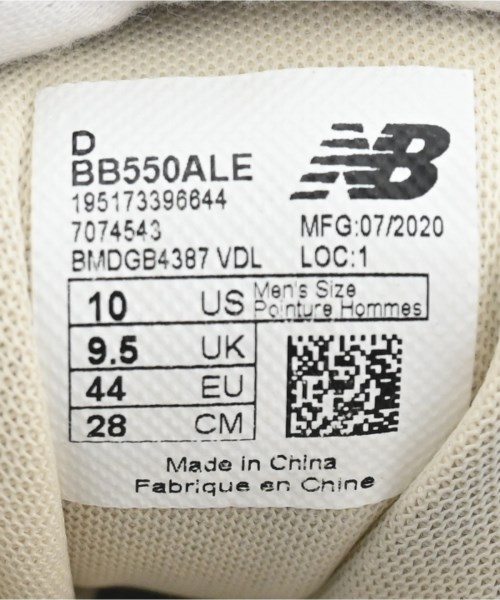 D
BB550ALE
195173396644
7074543
BMDGB4387 VDL
NB
MFG:07/2020
LOC:1
10 US Men's Size
Pointure Hommes
9.5 UK
44 EU
28 CM
Made in China
Fabrique en Chine